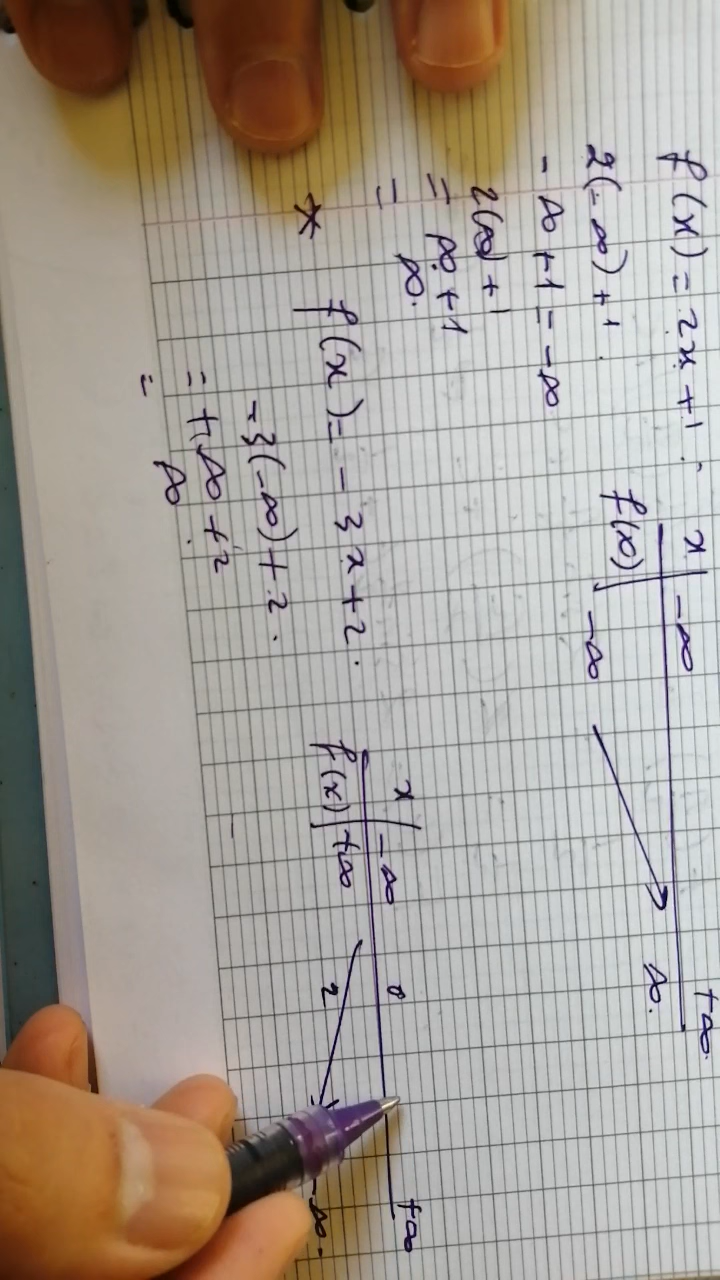 f(x) = 2x + 1.
2(-∞) + 1.
-∞ + 1 = -∞
2(∞) + 1
= ∞ + 1
= ∞.
x | -∞ +∞
f(x) | -∞ ∞.
* f(x) = -3x + 2.
-3(-∞) + 2.
= +∞ + 2
= ∞
x | -∞ 0 +∞
f(x) | +∞ 2 -∞.